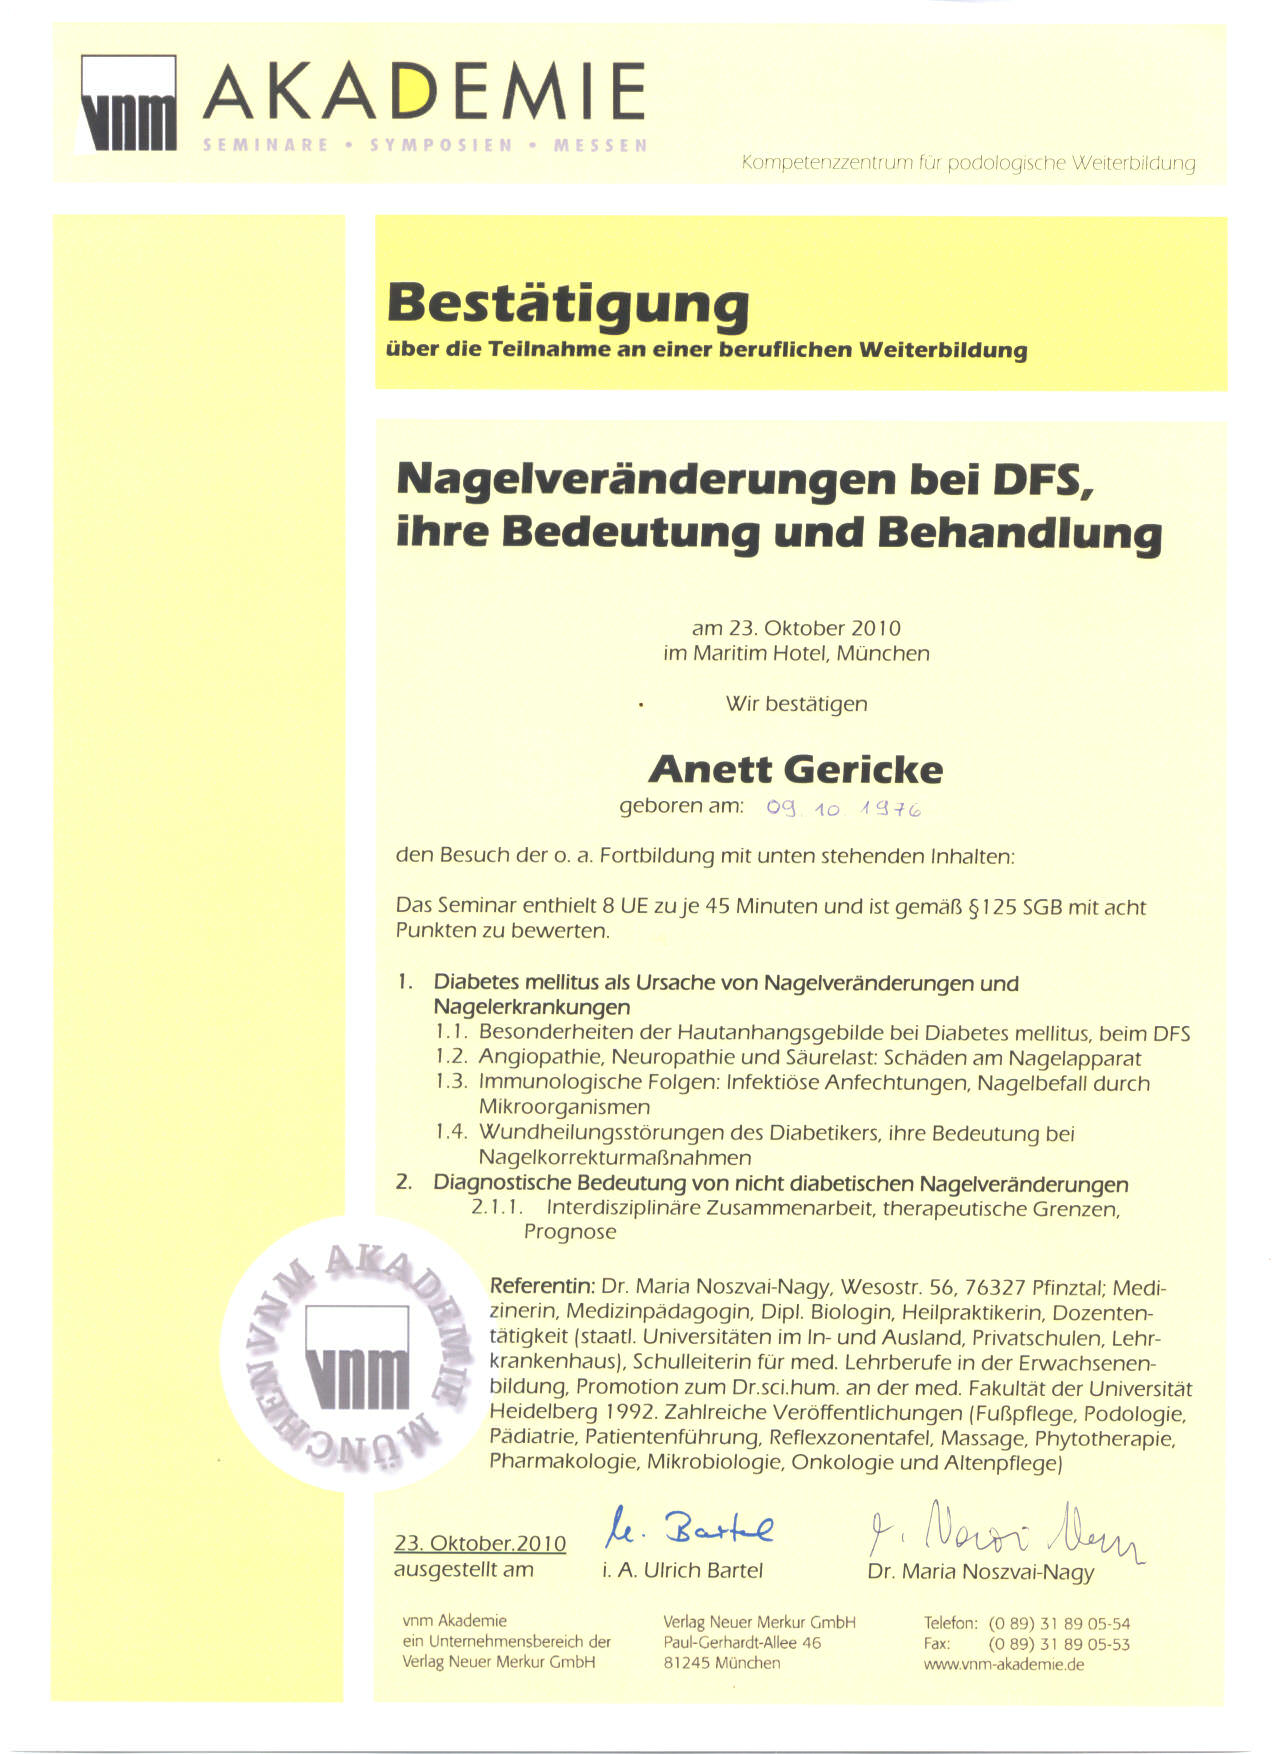 vnm AKADEMIE
SEMINARE • SYMPOSIEN • MESSEN
Kompetenzzentrum für podologische Weiterbildung
Bestätigung
über die Teilnahme an einer beruflichen Weiterbildung
Nagelveränderungen bei DFS,
ihre Bedeutung und Behandlung
am 23. Oktober 2010
im Maritim Hotel, München
Wir bestätigen
Anett Gericke
geboren am: 09. 10. 1976
den Besuch der o. a. Fortbildung mit unten stehenden Inhalten:
Das Seminar enthielt 8 UE zu je 45 Minuten und ist gemäß §125 SGB mit acht
Punkten zu bewerten.
1. Diabetes mellitus als Ursache von Nagelveränderungen und
Nagelerkrankungen
1.1. Besonderheiten der Hautanhangsgebilde bei Diabetes mellitus, beim DFS
1.2. Angiopathie, Neuropathie und Säurelast: Schäden am Nagelapparat
1.3. Immunologische Folgen: Infektiöse Anfechtungen, Nagelbefall durch
Mikroorganismen
1.4. Wundheilungsstörungen des Diabetikers, ihre Bedeutung bei
Nagelkorrekturmaßnahmen
2. Diagnostische Bedeutung von nicht diabetischen Nagelveränderungen
2.1.1. Interdisziplinäre Zusammenarbeit, therapeutische Grenzen,
Prognose
VNM AKADEMIE MÜNCHEN
vnm
Referentin: Dr. Maria Noszvai-Nagy, Wesostr. 56, 76327 Pfinztal; Medi-
zinerin, Medizinpädagogin, Dipl. Biologin, Heilpraktikerin, Dozenten-
tätigkeit (staatl. Universitäten im In- und Ausland, Privatschulen, Lehr-
krankenhaus), Schulleiterin für med. Lehrberufe in der Erwachsenen-
bildung, Promotion zum Dr.sci.hum. an der med. Fakultät der Universität
Heidelberg 1992. Zahlreiche Veröffentlichungen (Fußpflege, Podologie,
Pädiatrie, Patientenführung, Reflexzonentafel, Massage, Phytotherapie,
Pharmakologie, Mikrobiologie, Onkologie und Altenpflege)
U. Bartel
23. Oktober.2010
ausgestellt am
i. A. Ulrich Bartel
Dr. Maria Noszvai-Nagy
vnm Akademie
ein Unternehmensbereich der
Verlag Neuer Merkur GmbH
Verlag Neuer Merkur GmbH
Paul-Gerhardt-Allee 46
81245 München
Telefon: (0 89) 31 89 05-54
Fax: (0 89) 31 89 05-53
www.vnm-akademie.de